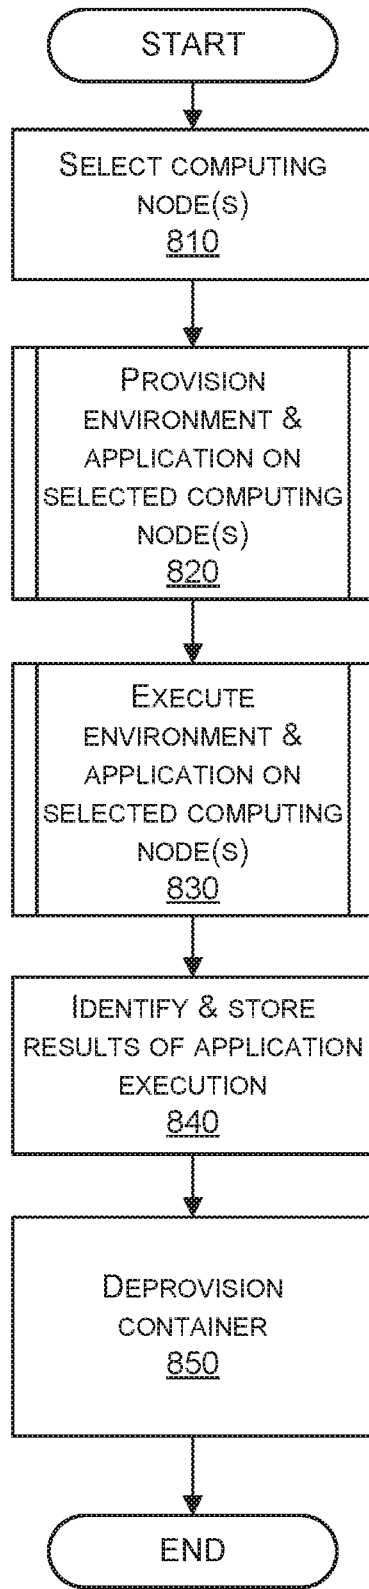 START
SELECT COMPUTING
NODE(S)
810
PROVISION
ENVIRONMENT &
APPLICATION ON
SELECTED COMPUTING
NODE(S)
820
EXECUTE
ENVIRONMENT &
APPLICATION ON
SELECTED COMPUTING
NODE(S)
830
IDENTIFY & STORE
RESULTS OF APPLICATION
EXECUTION
840
DEPROVISION
CONTAINER
850
END